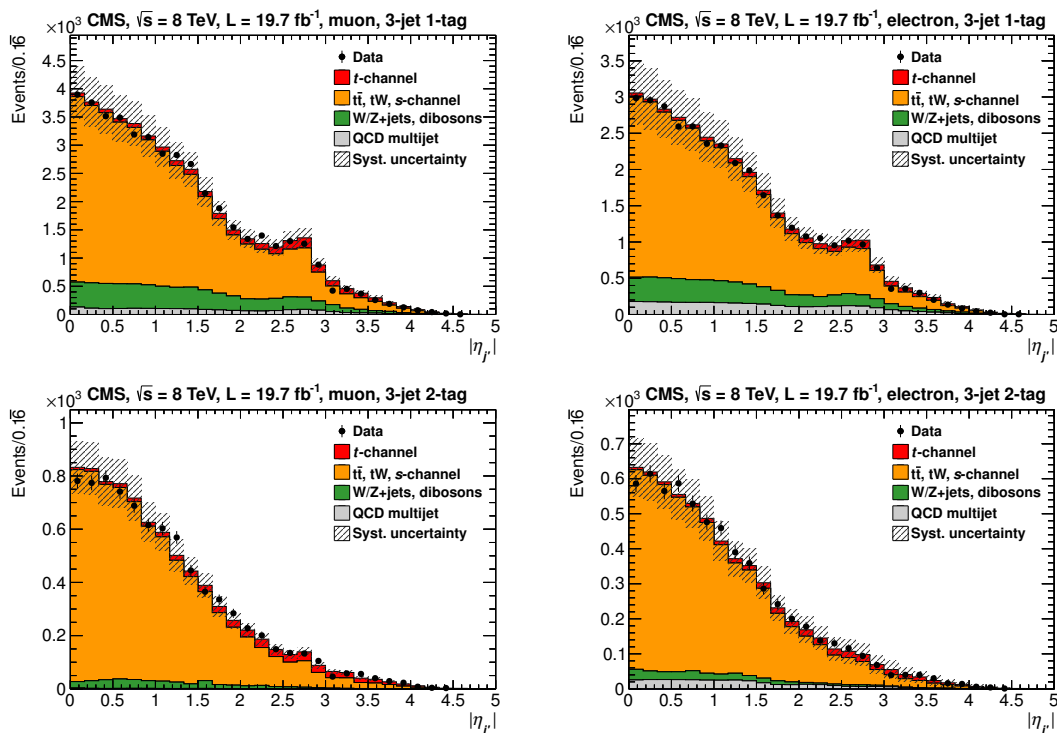 CMS, √s = 8 TeV, L = 19.7 fb⁻¹, muon, 3-jet 1-tag
×10³
Events/0.16̅
Data
t-channel
tt̄, tW, s-channel
W/Z+jets, dibosons
QCD multijet
Syst. uncertainty
4.5
4
3.5
3
2.5
2
1.5
1
0.5
0
0 0.5 1 1.5 2 2.5 3 3.5 4 4.5 5
|η_j'|
CMS, √s = 8 TeV, L = 19.7 fb⁻¹, electron, 3-jet 1-tag
×10³
Events/0.16̅
Data
t-channel
tt̄, tW, s-channel
W/Z+jets, dibosons
QCD multijet
Syst. uncertainty
3.5
3
2.5
2
1.5
1
0.5
0
0 0.5 1 1.5 2 2.5 3 3.5 4 4.5 5
|η_j'|
CMS, √s = 8 TeV, L = 19.7 fb⁻¹, muon, 3-jet 2-tag
×10³
Events/0.16̅
Data
t-channel
tt̄, tW, s-channel
W/Z+jets, dibosons
QCD multijet
Syst. uncertainty
1
0.8
0.6
0.4
0.2
0
0 0.5 1 1.5 2 2.5 3 3.5 4 4.5 5
|η_j'|
CMS, √s = 8 TeV, L = 19.7 fb⁻¹, electron, 3-jet 2-tag
×10³
Events/0.16̅
Data
t-channel
tt̄, tW, s-channel
W/Z+jets, dibosons
QCD multijet
Syst. uncertainty
0.7
0.6
0.5
0.4
0.3
0.2
0.1
0
0 0.5 1 1.5 2 2.5 3 3.5 4 4.5 5
|η_j'|